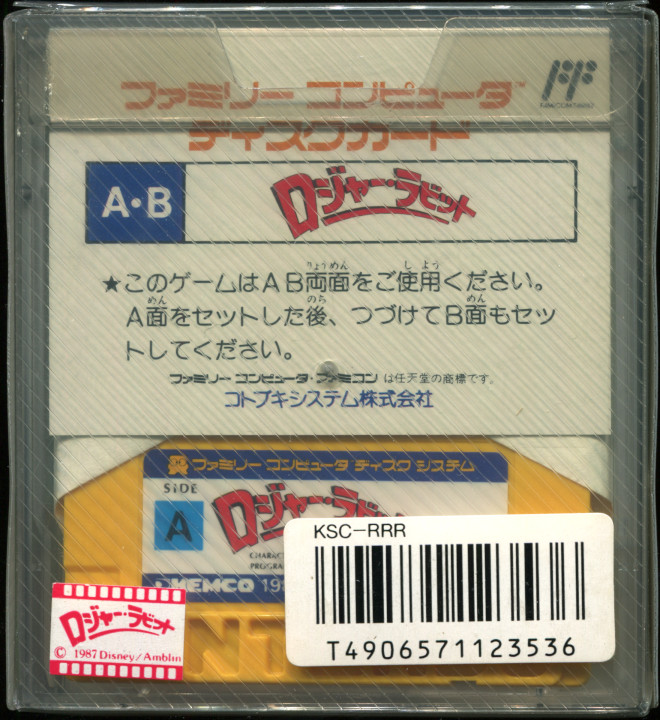 ファミリー コンピュータ™
ディスクカード
A・B
ロジャー・ラビット
★このゲームはAB両面をご使用ください。
A面をセットした後、つづけてB面もセッ
トしてください。
ファミリー コンピュータ・ファミコン は任天堂の商標です。
コトブキシステム株式会社
ファミリー コンピュータ ディスク システム
SIDE
A
ロジャー・ラビット
KEMCO
KSC-RRR
T4906571123536
ロジャー・ラビット
© 1987 Disney/Amblin